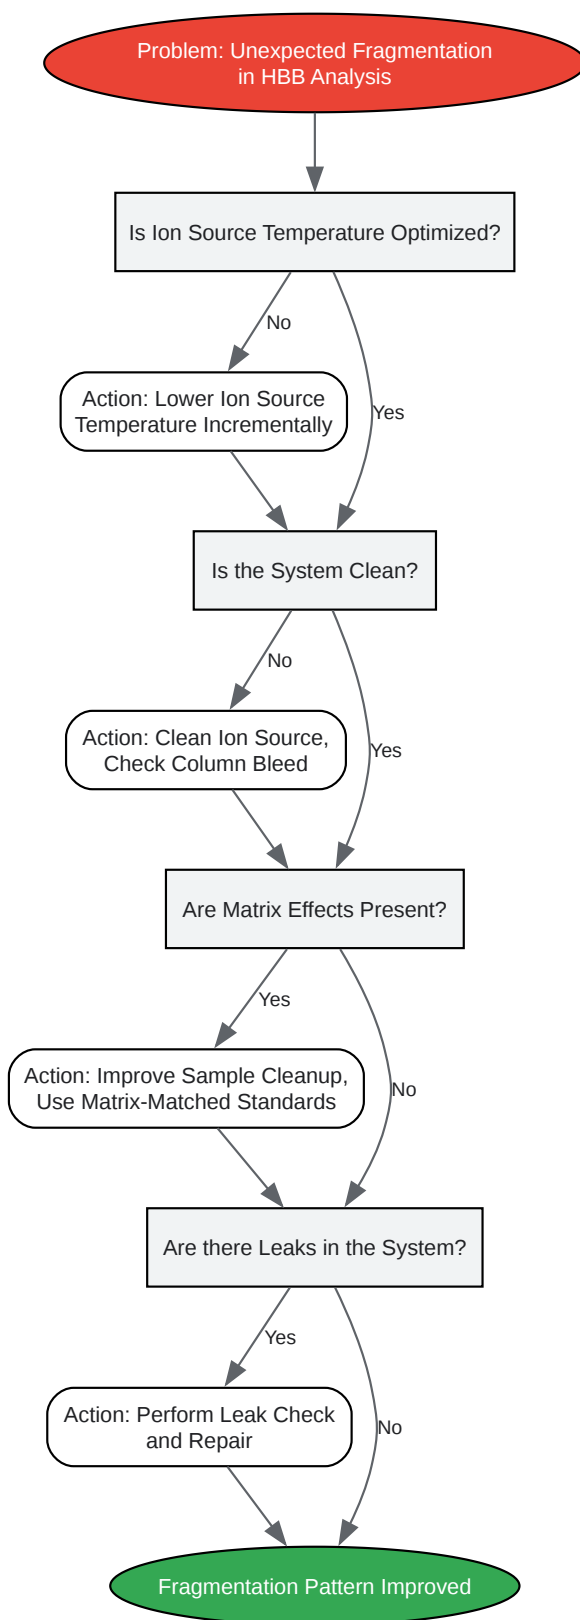 Problem: Unexpected Fragmentation
in HBB Analysis
Is Ion Source Temperature Optimized?
No
Action: Lower Ion Source
Temperature Incrementally
Yes
Is the System Clean?
No
Action: Clean Ion Source,
Check Column Bleed
Yes
Are Matrix Effects Present?
Yes
Action: Improve Sample Cleanup,
Use Matrix-Matched Standards
No
Are there Leaks in the System?
Yes
Action: Perform Leak Check
and Repair
No
Fragmentation Pattern Improved